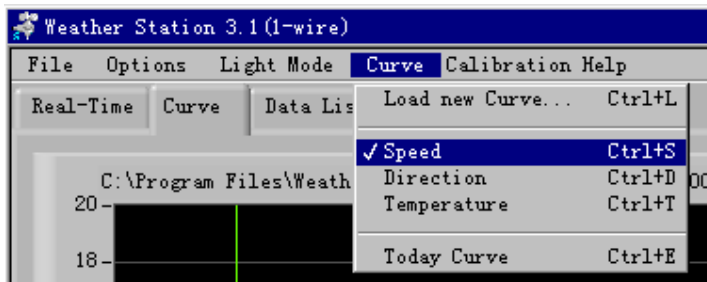 Weather Station 3.1(1-wire)
File Options Light Mode Curve Calibration Help
Real-Time Curve Data Lis
Load new Curve... Ctrl+L
✓ Speed Ctrl+S
Direction Ctrl+D
Temperature Ctrl+T
Today Curve Ctrl+E
C:\Program Files\Weath
20
18